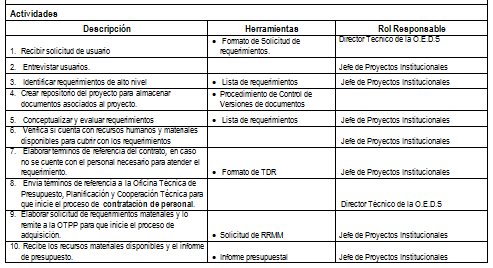 Actividades
Descripción Herramientas Rol Responsable
1. Recibir solicitud de usuario
• Formato de Solicitud de
requerimientos.
Director Técnico de la O.E.D.S
2. Entrevistar usuarios.
Jefe de Proyectos Institucionales
3. Identificar requerimientos de alto nivel
• Lista de requerimientos
Jefe de Proyectos Institucionales
4. Crear repositorio del proyecto para almacenar
documentos asociados al proyecto.
• Procedimiento de Control de
Versiones de documentos
5. Conceptualizar y evaluar requerimientos
• Lista de requerimientos
Jefe de Proyectos Institucionales
6. Verifica si cuenta con recursos humanos y materiales
disponibles para cubrir con los requerimientos
Jefe de Proyectos Institucionales
7. Elaborar términos de referencia del contrato, en caso
no se cuente con el personal necesario para atender el
requerimiento.
• Formato de TDR
Jefe de Proyectos Institucionales
8. Envía términos de referencia a la Oficina Técnica de
Presupuesto, Planificación y Cooperación Técnica para
que inicie el proceso de contratación de personal.
Director Técnico de la O.E.D.S
9. Elaborar solicitud de requerimientos materiales y lo
remite a la OTPP para que inicie el proceso de
adquisición.
• Solicitud de RRMM
Jefe de Proyectos Institucionales
10. Recibe los recursos materiales disponibles y el informe
de presupuesto.
• Informe presupuestal
Jefe de Proyectos Institucionales